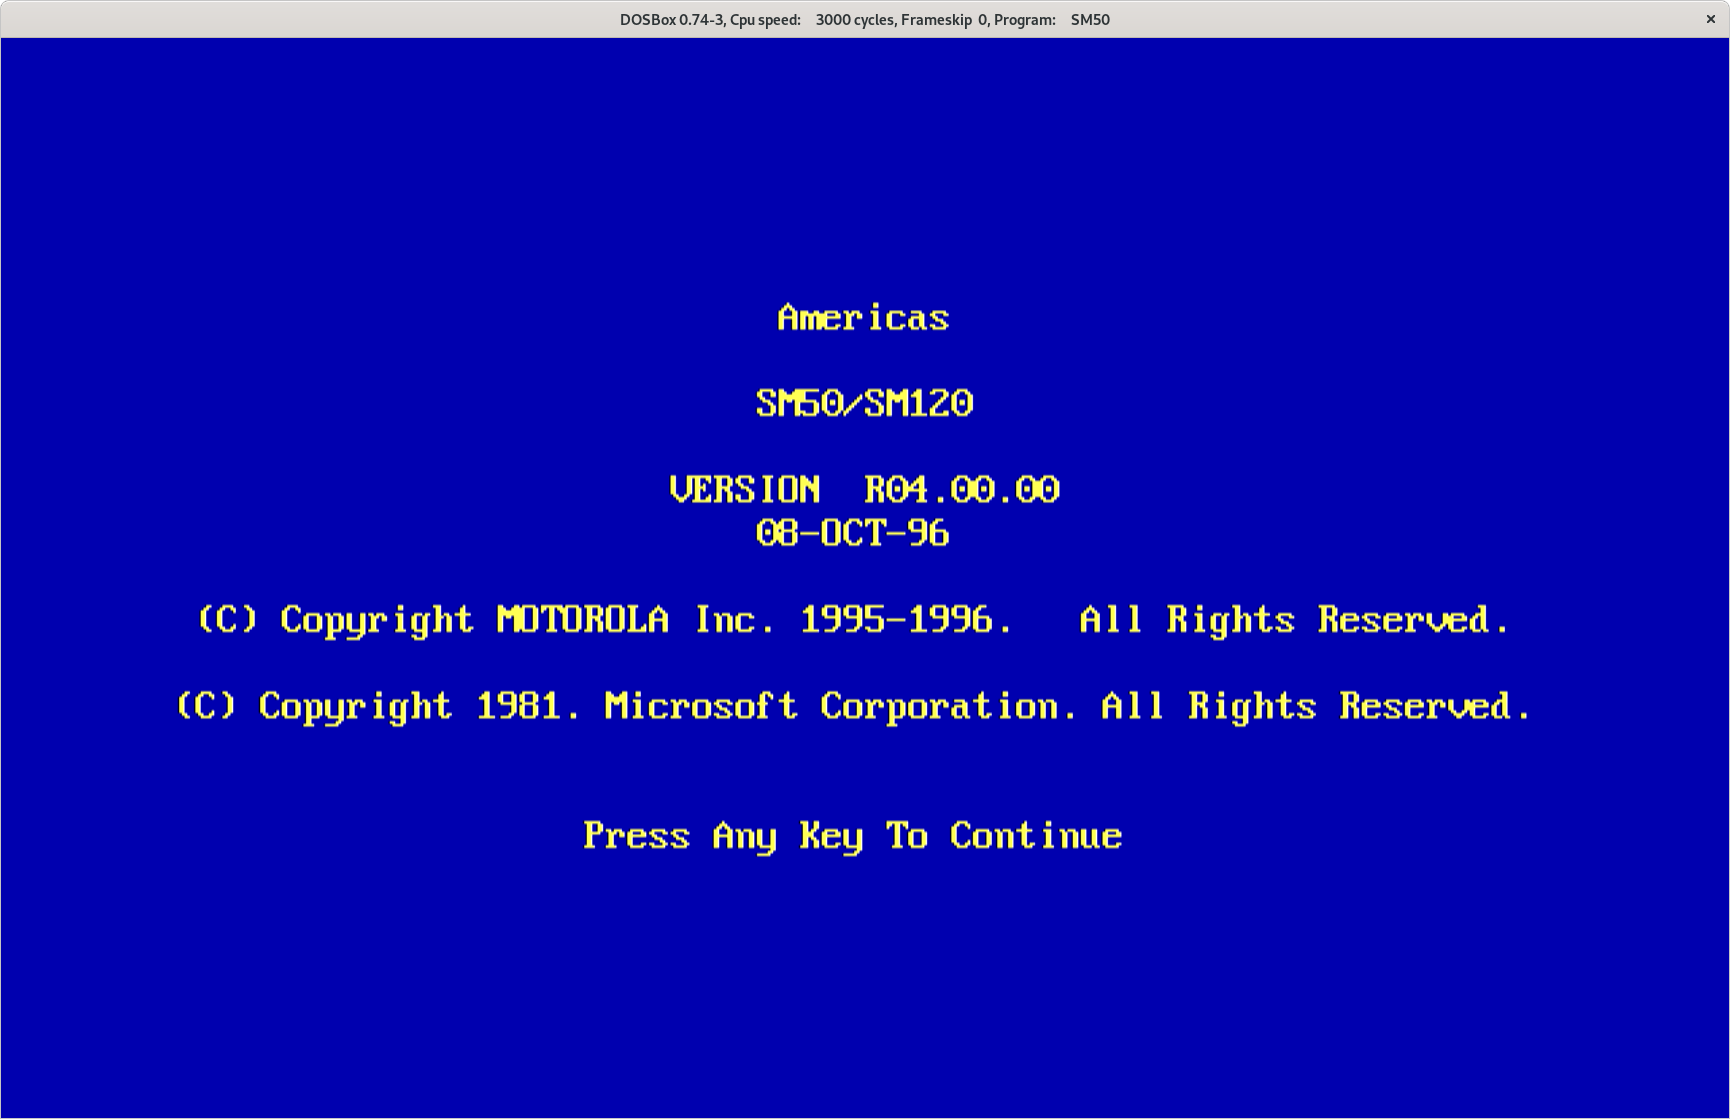 DOSBox 0.74-3, Cpu speed: 3000 cycles, Frameskip 0, Program: SM50
Americas
SM50/SM120
VERSION R04.00.00
08-OCT-96
(C) Copyright MOTOROLA Inc. 1995-1996. All Rights Reserved.
(C) Copyright 1981. Microsoft Corporation. All Rights Reserved.
Press Any Key To Continue